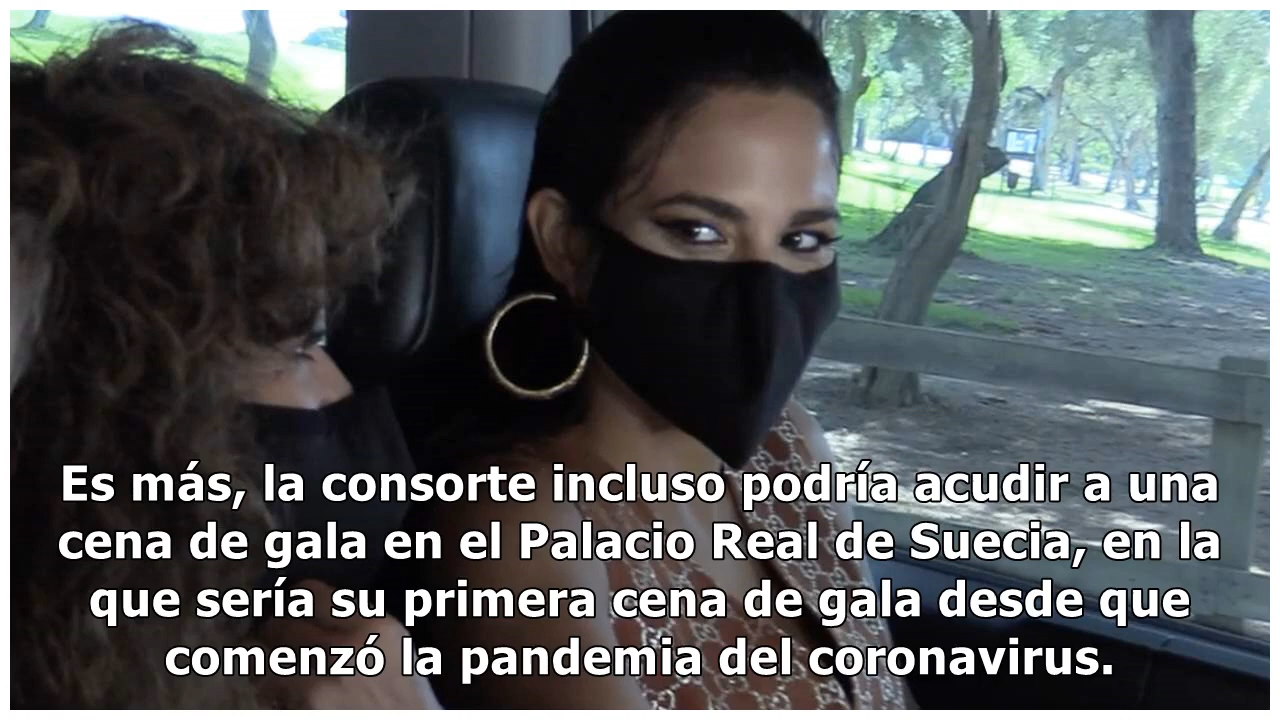 Es más, la consorte incluso podría acudir a una
cena de gala en el Palacio Real de Suecia, en la
que sería su primera cena de gala desde que
comenzó la pandemia del coronavirus.